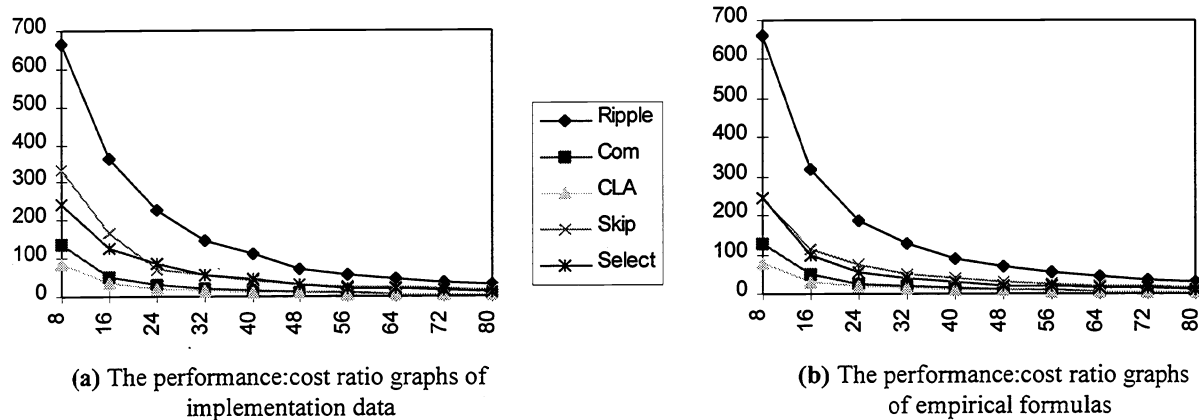 700
600
500
400
300
200
100
0
8 16 24 32 40 48 56 64 72 80
(a) The performance:cost ratio graphs of
implementation data
Ripple
Com
CLA
Skip
Select
700
600
500
400
300
200
100
0
8 16 24 32 40 48 56 64 72 80
(b) The performance:cost ratio graphs
of empirical formulas